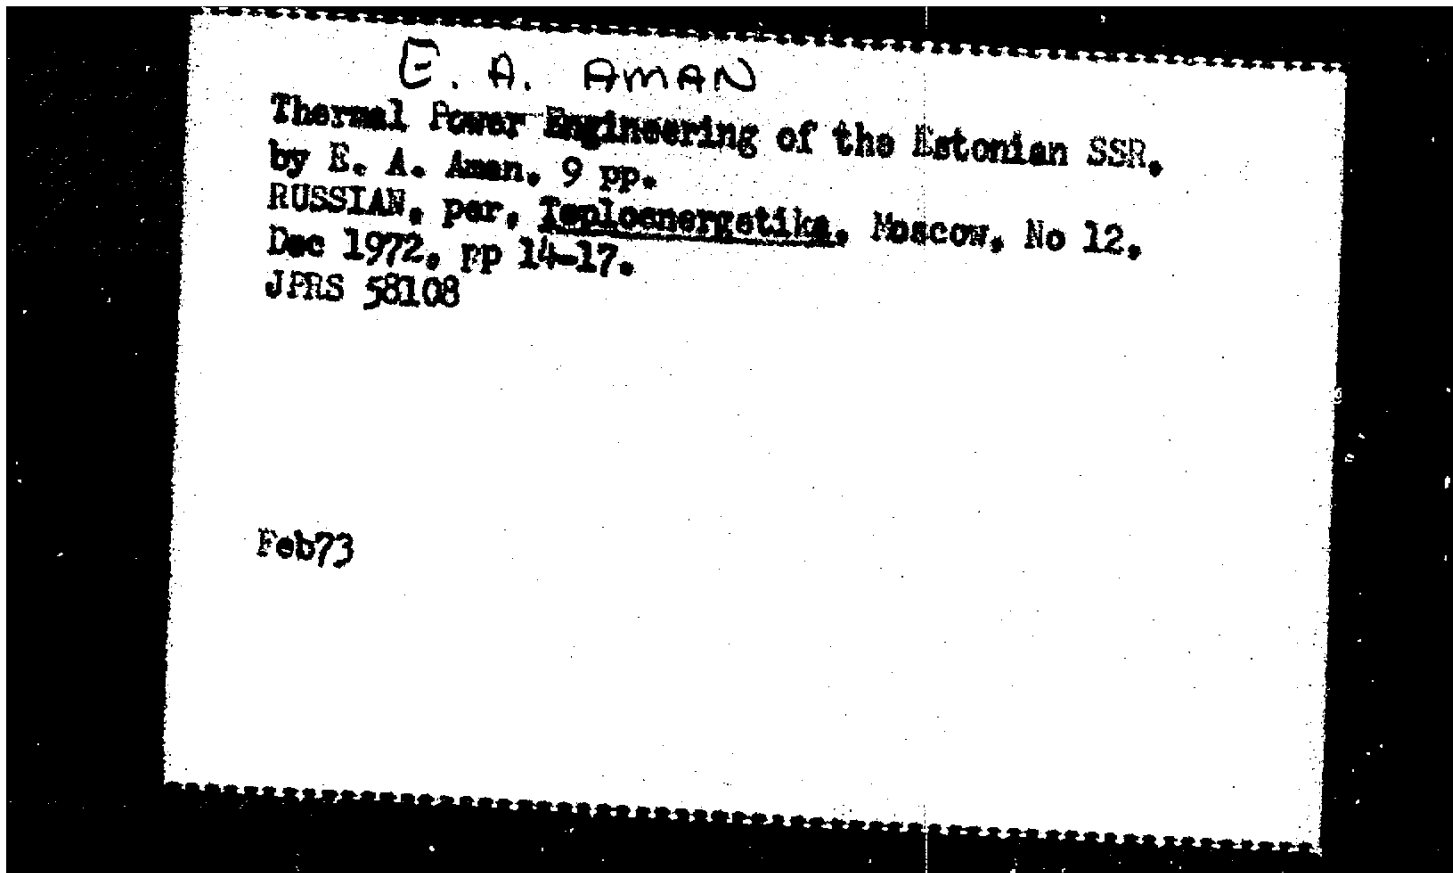 E. A. AMAN
Thermal Power Engineering of the Estonian SSR,
by E. A. Aman, 9 pp.
RUSSIAN, per, Teploenergetika, Moscow, No 12,
Dec 1972, pp 14-17.
JPRS 58108
Feb73